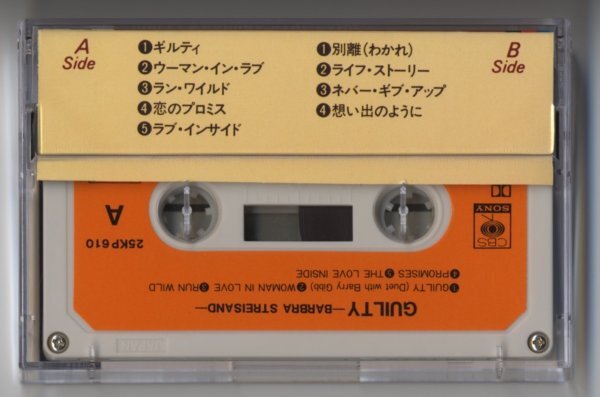 A
Side
❶ギルティ
❷ウーマン・イン・ラブ
❸ラン・ワイルド
❹恋のプロミス
❺ラブ・インサイド
❶別離(わかれ)
❷ライフ・ストーリー
❸ネバー・ギブ・アップ
❹想い出のように
B
Side
GUILTY —BARBRA STREISAND—
❶GUILTY (Duet with Barry Gibb) ❷WOMAN IN LOVE ❸RUN WILD
❹PROMISES ❺THE LOVE INSIDE
A
25KP 610
CBS
SONY
JAPAN